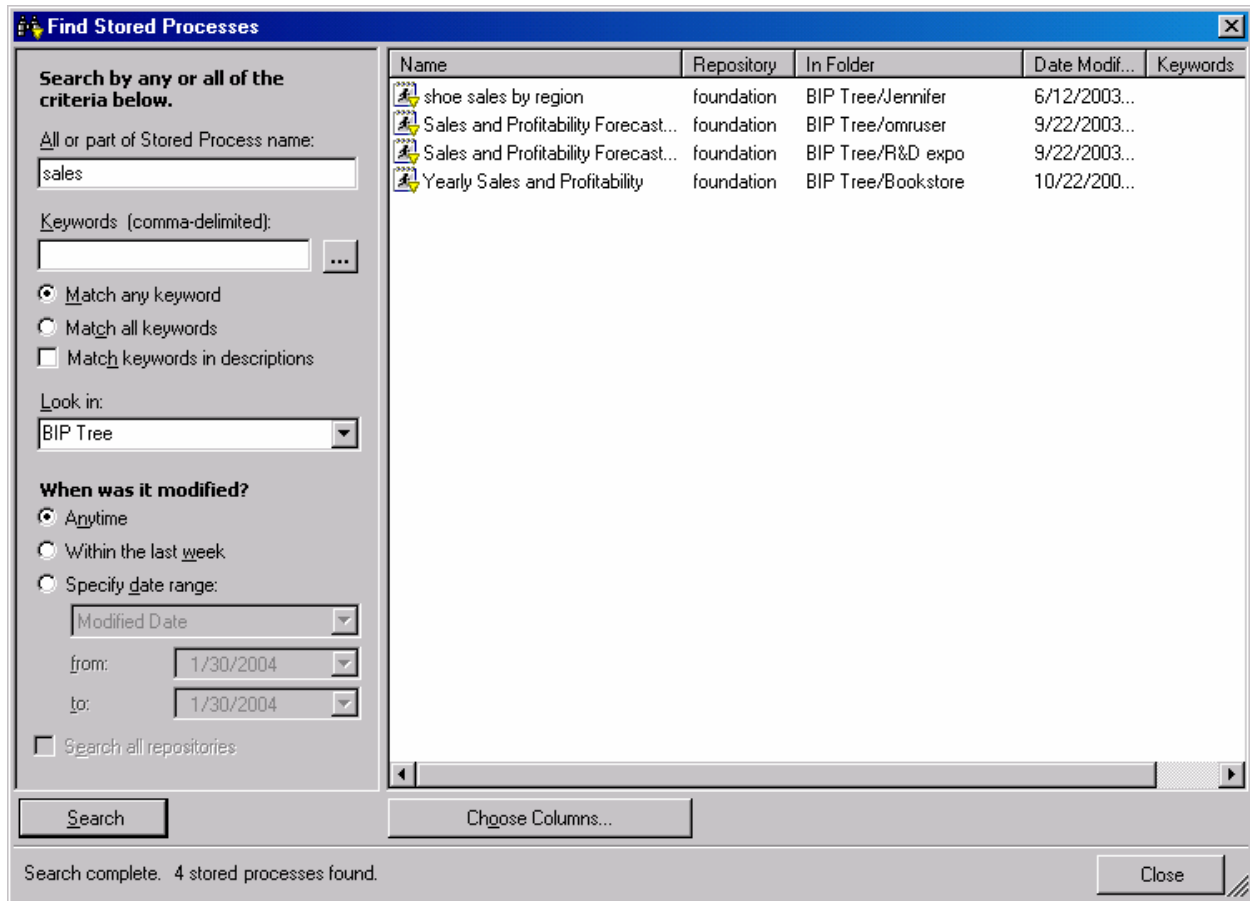 Find Stored Processes
Search by any or all of the
criteria below.
All or part of Stored Process name:
sales
Keywords (comma-delimited):
...
Match any keyword
Match all keywords
Match keywords in descriptions
Look in:
BIP Tree
When was it modified?
Anytime
Within the last week
Specify date range:
Modified Date
from: 1/30/2004
to: 1/30/2004
Search all repositories
Search
Name Repository In Folder Date Modif... Keywords
shoe sales by region foundation BIP Tree/Jennifer 6/12/2003...
Sales and Profitability Forecast... foundation BIP Tree/omruser 9/22/2003...
Sales and Profitability Forecast... foundation BIP Tree/R&D expo 9/22/2003...
Yearly Sales and Profitability foundation BIP Tree/Bookstore 10/22/200...
Choose Columns...
Search complete. 4 stored processes found.
Close